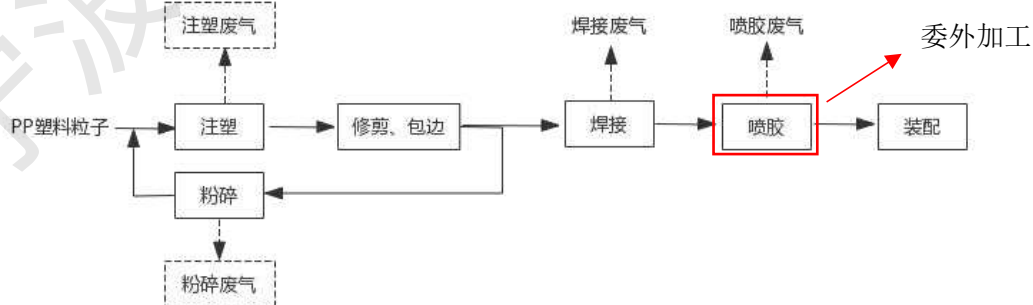 注塑废气
焊接废气
喷胶废气
委外加工
PP塑料粒子
注塑
修剪、包边
焊接
喷胶
装配
粉碎
粉碎废气